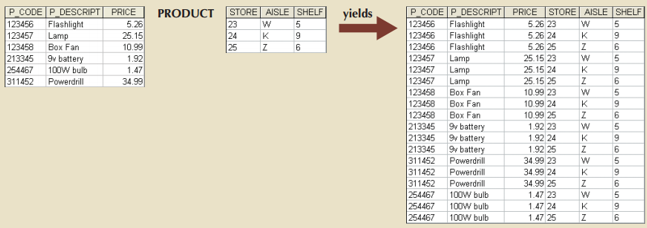 P_CODE P_DESCRIPT PRICE
123456 Flashlight 5.26
123457 Lamp 25.15
123458 Box Fan 10.99
213345 9v battery 1.92
254467 100W bulb 1.47
311452 Powerdrill 34.99
PRODUCT
STORE AISLE SHELF
23 W 5
24 K 9
25 Z 6
yields
P_CODE P_DESCRIPT PRICE STORE AISLE SHELF
123456 Flashlight 5.26 23 W 5
123456 Flashlight 5.26 24 K 9
123456 Flashlight 5.26 25 Z 6
123457 Lamp 25.15 23 W 5
123457 Lamp 25.15 24 K 9
123457 Lamp 25.15 25 Z 6
123458 Box Fan 10.99 23 W 5
123458 Box Fan 10.99 24 K 9
123458 Box Fan 10.99 25 Z 6
213345 9v battery 1.92 23 W 5
213345 9v battery 1.92 24 K 9
213345 9v battery 1.92 25 Z 6
311452 Powerdrill 34.99 23 W 5
311452 Powerdrill 34.99 24 K 9
311452 Powerdrill 34.99 25 Z 6
254467 100W bulb 1.47 23 W 5
254467 100W bulb 1.47 24 K 9
254467 100W bulb 1.47 25 Z 6